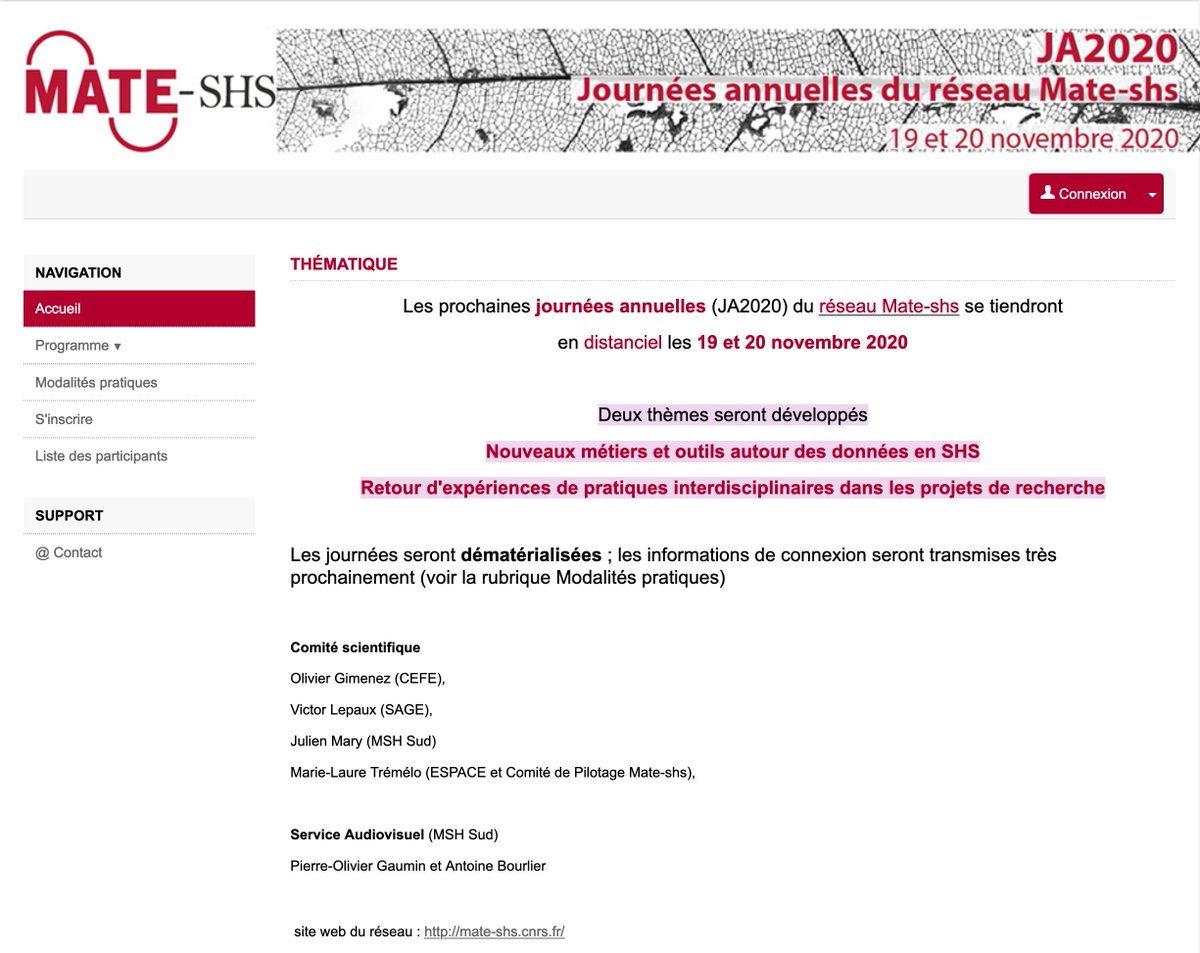 MATE-SHS
JA2020
Journées annuelles du réseau Mate-shs
19 et 20 novembre 2020
Connexion
NAVIGATION
Accueil
Programme ▾
Modalités pratiques
S'inscrire
Liste des participants
SUPPORT
@ Contact
THÉMATIQUE
Les prochaines journées annuelles (JA2020) du réseau Mate-shs se tiendront
en distanciel les 19 et 20 novembre 2020
Deux thèmes seront développés
Nouveaux métiers et outils autour des données en SHS
Retour d'expériences de pratiques interdisciplinaires dans les projets de recherche
Les journées seront dématérialisées ; les informations de connexion seront transmises très
prochainement (voir la rubrique Modalités pratiques)
Comité scientifique
Olivier Gimenez (CEFE),
Victor Lepaux (SAGE),
Julien Mary (MSH Sud)
Marie-Laure Trémélo (ESPACE et Comité de Pilotage Mate-shs),
Service Audiovisuel (MSH Sud)
Pierre-Olivier Gaumin et Antoine Bourlier
site web du réseau : http://mate-shs.cnrs.fr/